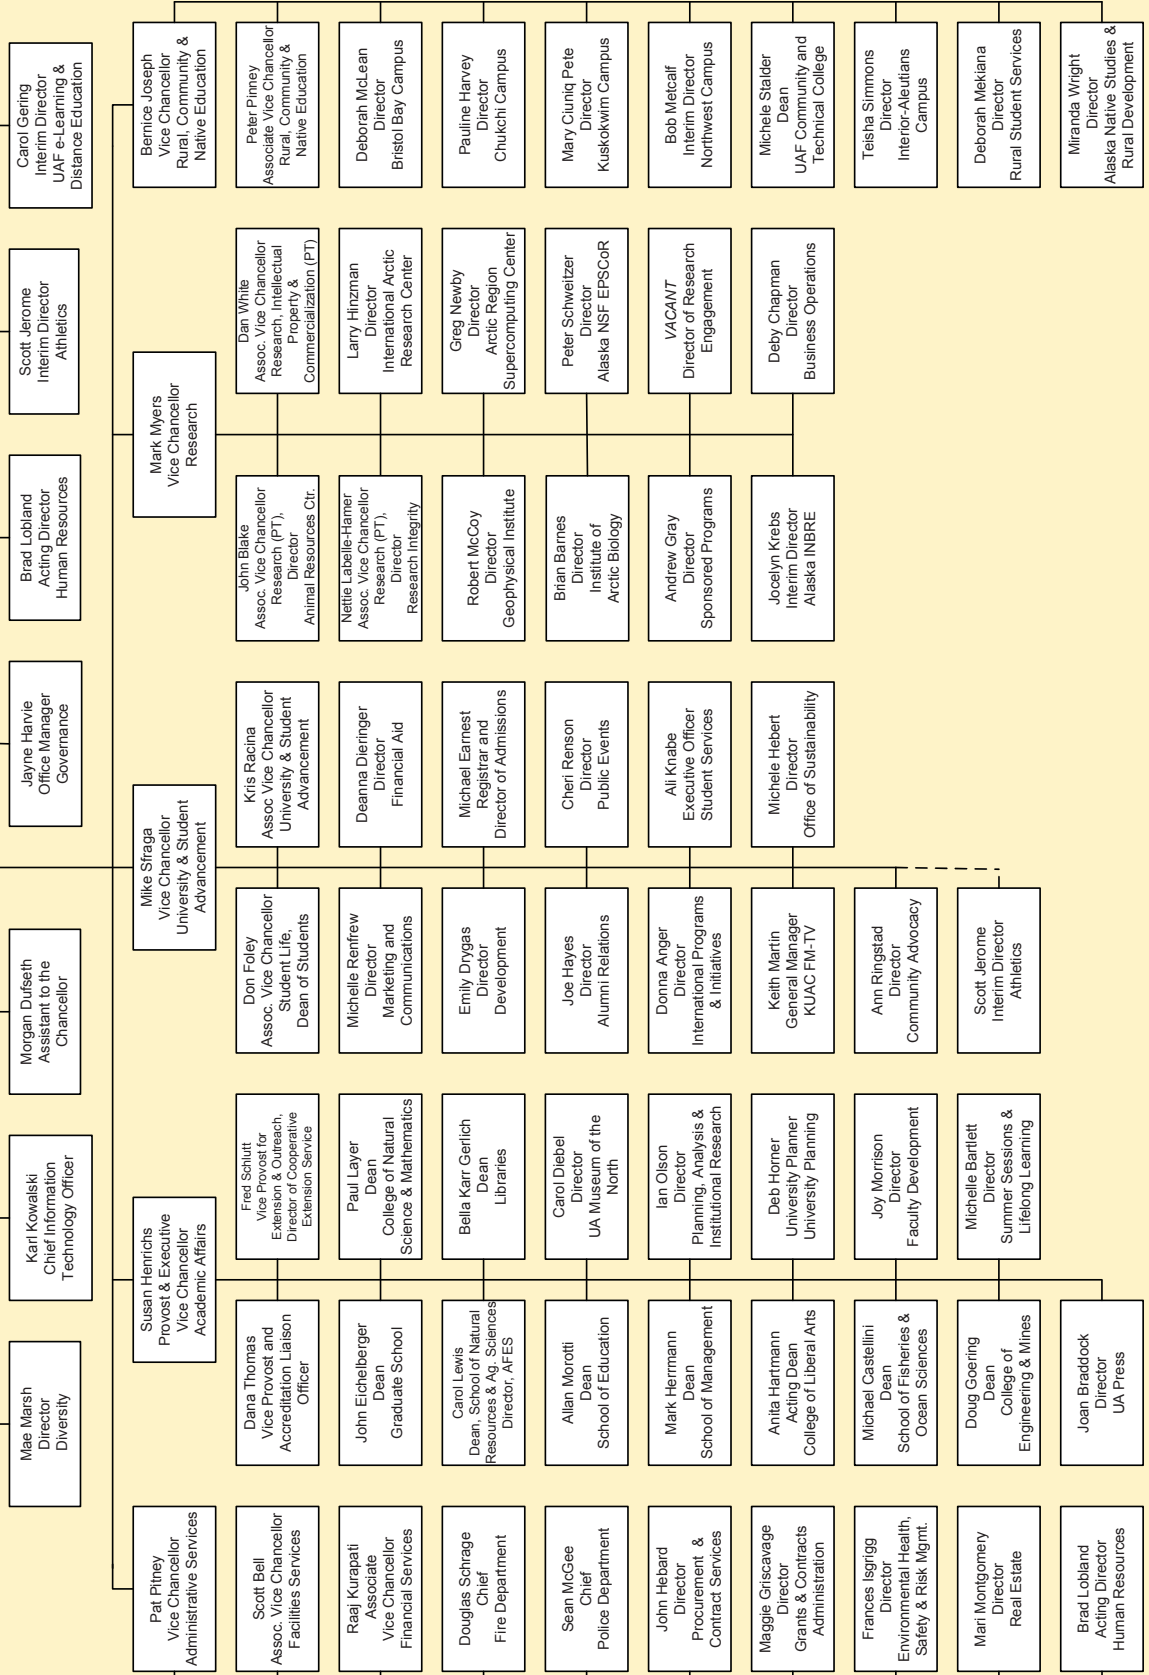 Mae Marsh
Director
Diversity
Karl Kowalski
Chief Information
Technology Officer
Morgan Dufseth
Assistant to the
Chancellor
Jayne Harvie
Office Manager
Governance
Brad Lobland
Acting Director
Human Resources
Scott Jerome
Interim Director
Athletics
Carol Gering
Interim Director
UAF e-Learning &
Distance Education
Pat Pitney
Vice Chancellor
Administrative Services
Scott Bell
Assoc. Vice Chancellor
Facilities Services
Raaj Kurapati
Associate
Vice Chancellor
Financial Services
Douglas Schrage
Chief
Fire Department
Sean McGee
Chief
Police Department
John Hebard
Director
Procurement &
Contract Services
Maggie Griscavage
Director
Grants & Contracts
Administration
Frances Isgrigg
Director
Environmental Health,
Safety & Risk Mgmt.
Mari Montgomery
Director
Real Estate
Brad Lobland
Acting Director
Human Resources
Susan Henrichs
Provost & Executive
Vice Chancellor
Academic Affairs
Dana Thomas
Vice Provost and
Accreditation Liaison
Officer
John Eichelberger
Dean
Graduate School
Carol Lewis
Dean, School of Natural
Resources & Ag. Sciences
Director, AFES
Allan Morotti
Dean
School of Education
Mark Herrmann
Dean
School of Management
Anita Hartmann
Acting Dean
College of Liberal Arts
Michael Castellini
Dean
School of Fisheries &
Ocean Sciences
Doug Goering
Dean
College of
Engineering & Mines
Joan Braddock
Director
UA Press
Fred Schlutt
Vice Provost for
Extension & Outreach,
Director of Cooperative
Extension Service
Paul Layer
Dean
College of Natural
Science & Mathematics
Bella Karr Gerlich
Dean
Libraries
Carol Diebel
Director
UA Museum of the
North
Ian Olson
Director
Planning, Analysis &
Institutional Research
Deb Horner
University Planner
University Planning
Joy Morrison
Director
Faculty Development
Michelle Bartlett
Director
Summer Sessions &
Lifelong Learning
Mike Sfraga
Vice Chancellor
University & Student
Advancement
Don Foley
Assoc. Vice Chancellor
Student Life,
Dean of Students
Michelle Renfrew
Director
Marketing and
Communications
Emily Drygas
Director
Development
Joe Hayes
Director
Alumni Relations
Donna Anger
Director
International Programs
& Initiatives
Keith Martin
General Manager
KUAC FM-TV
Ann Ringstad
Director
Community Advocacy
Scott Jerome
Interim Director
Athletics
Kris Racina
Assoc Vice Chancellor
University & Student
Advancement
Deanna Dieringer
Director
Financial Aid
Michael Earnest
Registrar and
Director of Admissions
Cheri Renson
Director
Public Events
Ali Knabe
Executive Officer
Student Services
Michele Hebert
Director
Office of Sustainability
Mark Myers
Vice Chancellor
Research
John Blake
Assoc. Vice Chancellor
Research (PT),
Director
Animal Resources Ctr.
Nettie Labelle-Hamer
Assoc. Vice Chancellor
Research (PT),
Director
Research Integrity
Robert McCoy
Director
Geophysical Institute
Brian Barnes
Director
Institute of
Arctic Biology
Andrew Gray
Director
Sponsored Programs
Jocelyn Krebs
Interim Director
Alaska INBRE
Dan White
Assoc. Vice Chancellor
Research, Intellectual
Property &
Commercialization (PT)
Larry Hinzman
Director
International Arctic
Research Center
Greg Newby
Director
Arctic Region
Supercomputing Center
Peter Schweitzer
Director
Alaska NSF EPSCoR
VACANT
Director of Research
Engagement
Deby Chapman
Director
Business Operations
Bernice Joseph
Vice Chancellor
Rural, Community &
Native Education
Peter Pinney
Associate Vice Chancellor
Rural, Community &
Native Education
Deborah McLean
Director
Bristol Bay Campus
Pauline Harvey
Director
Chukchi Campus
Mary Ciuniq Pete
Director
Kuskokwim Campus
Bob Metcalf
Interim Director
Northwest Campus
Michele Stalder
Dean
UAF Community and
Technical College
Teisha Simmons
Director
Interior-Aleutians
Campus
Deborah Mekiana
Director
Rural Student Services
Miranda Wright
Director
Alaska Native Studies &
Rural Development